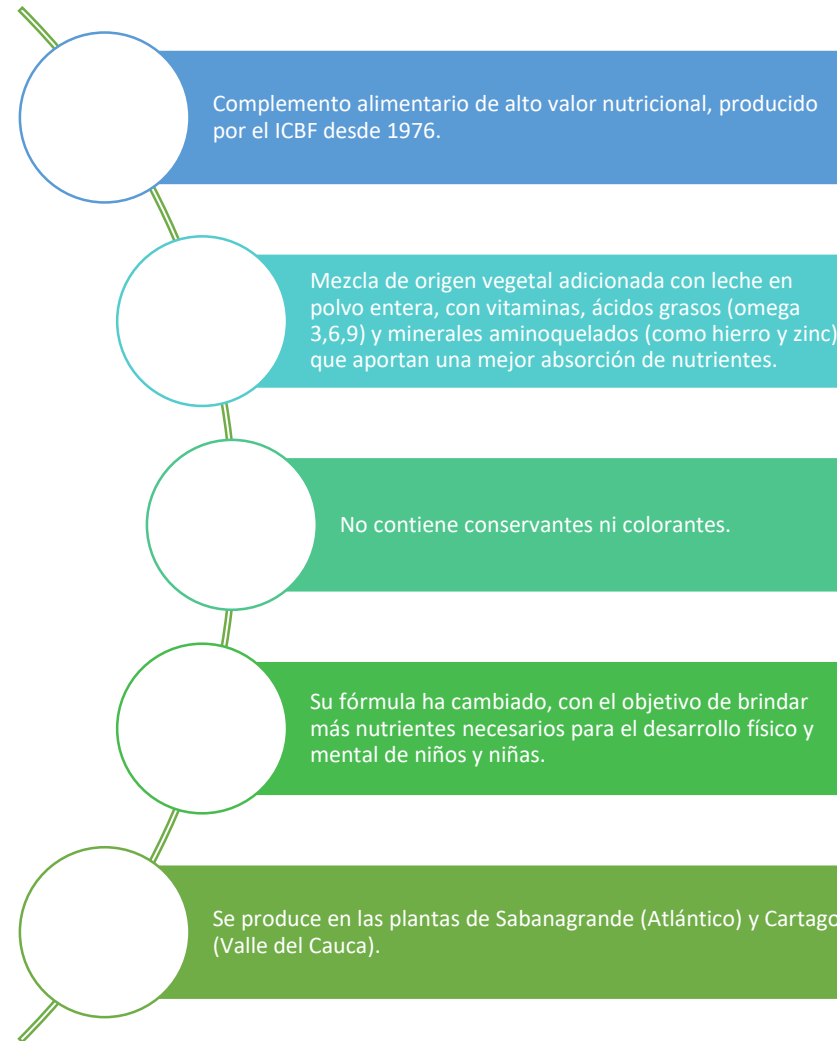 Complemento alimentario de alto valor nutricional, producido
por el ICBF desde 1976.
Mezcla de origen vegetal adicionada con leche en
polvo entera, con vitaminas, ácidos grasos (omega
3,6,9) y minerales aminoquelados (como hierro y zinc)
que aportan una mejor absorción de nutrientes.
No contiene conservantes ni colorantes.
Su fórmula ha cambiado, con el objetivo de brindar
más nutrientes necesarios para el desarrollo físico y
mental de niños y niñas.
Se produce en las plantas de Sabanagrande (Atlántico) y Cartago
(Valle del Cauca).